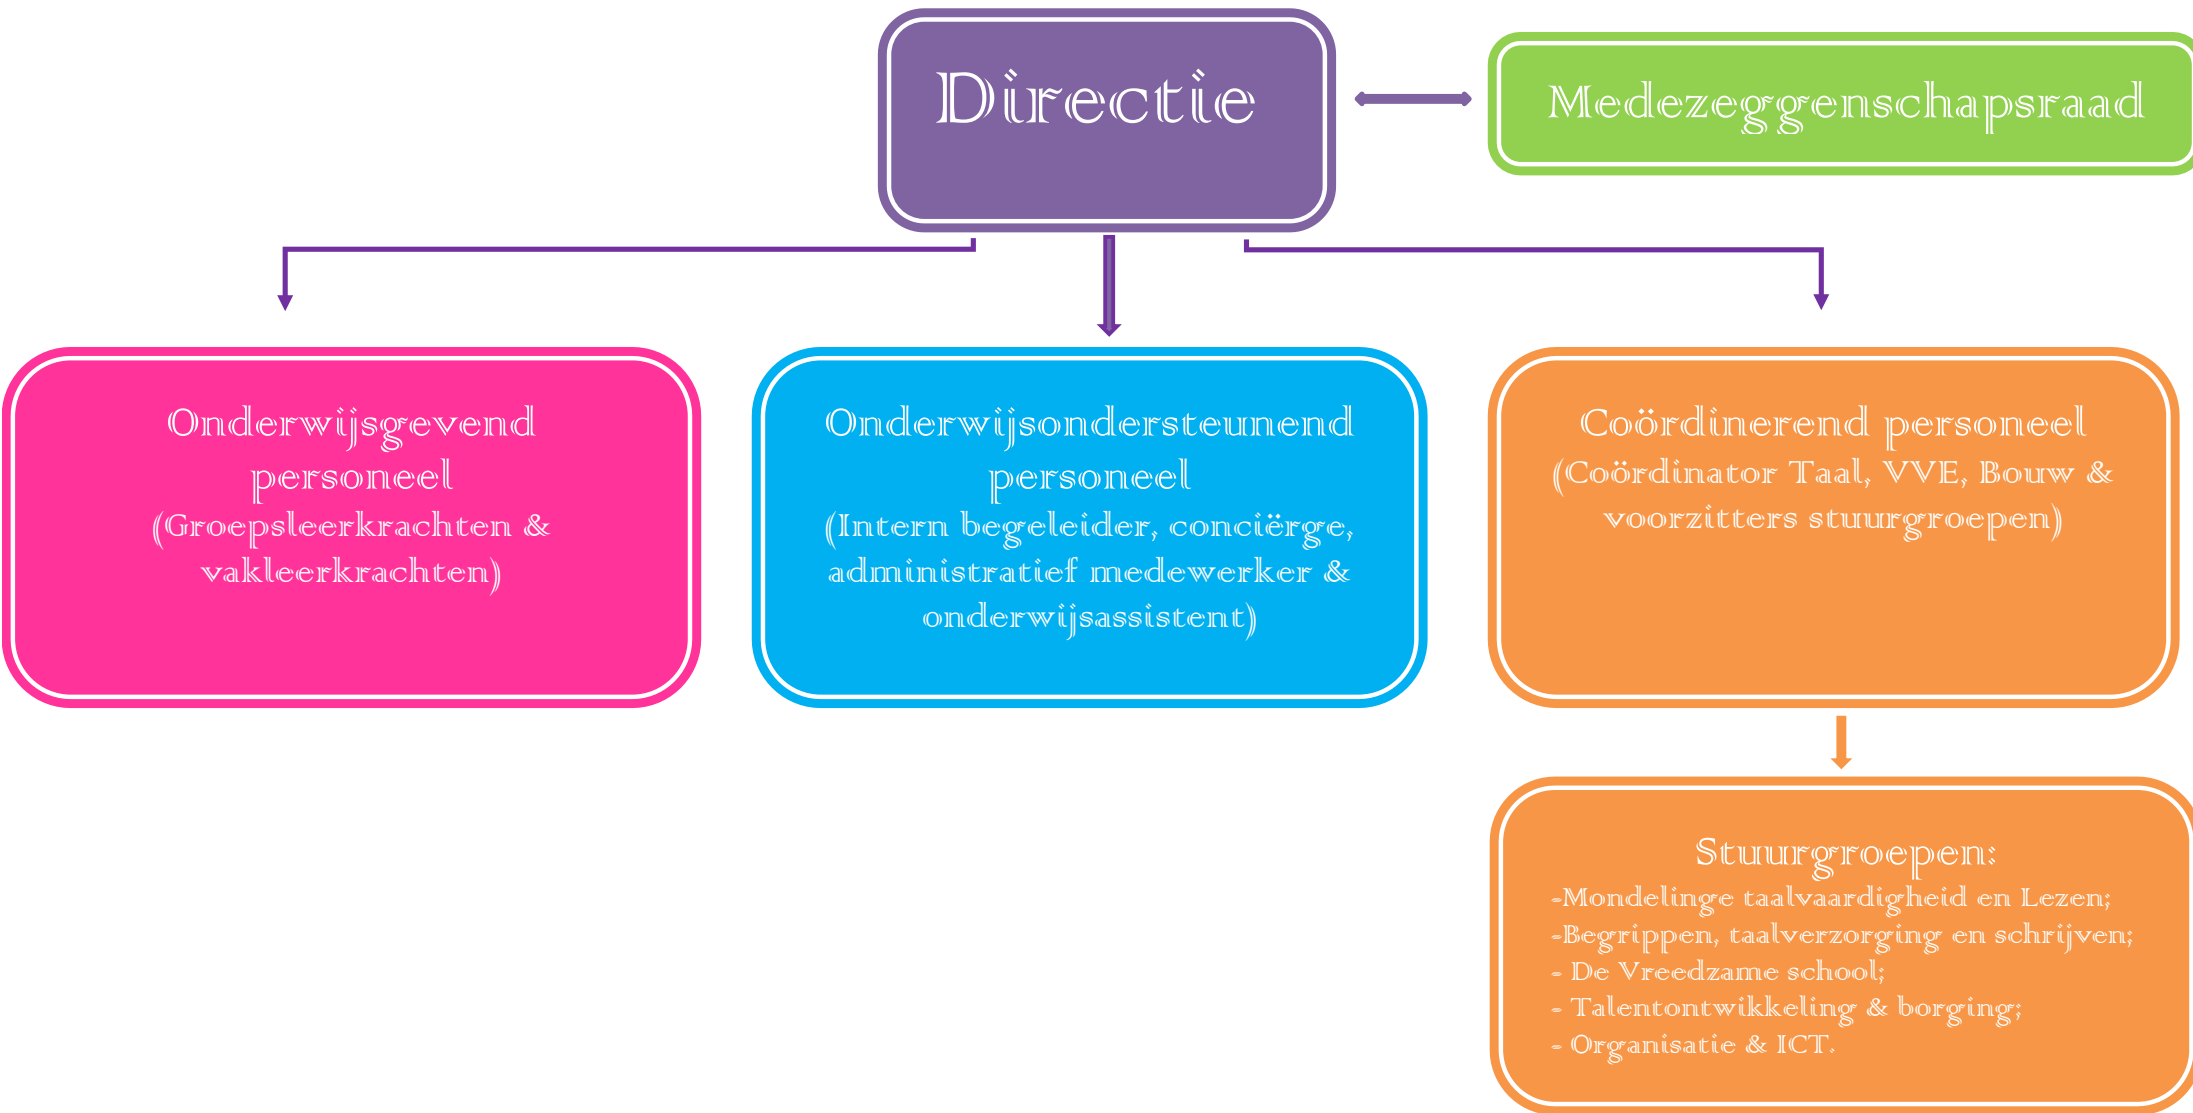 Directie
Medezeggenschapsraad
Onderwijsgevend
personeel
(Groepsleerkrachten &
vakleerkrachten)
Onderwijsondersteunend
personeel
(Intern begeleider, conciërge,
administratief medewerker &
onderwijsassistent)
Coördinerend personeel
(Coördinator Taal, VVE, Bouw &
voorzitters stuurgroepen)
Stuurgroepen:
-Mondelinge taalvaardigheid en Lezen;
-Begrippen, taalverzorging en schrijven;
- De Vreedzame school;
- Talentontwikkeling & borging;
- Organisatie & ICT.